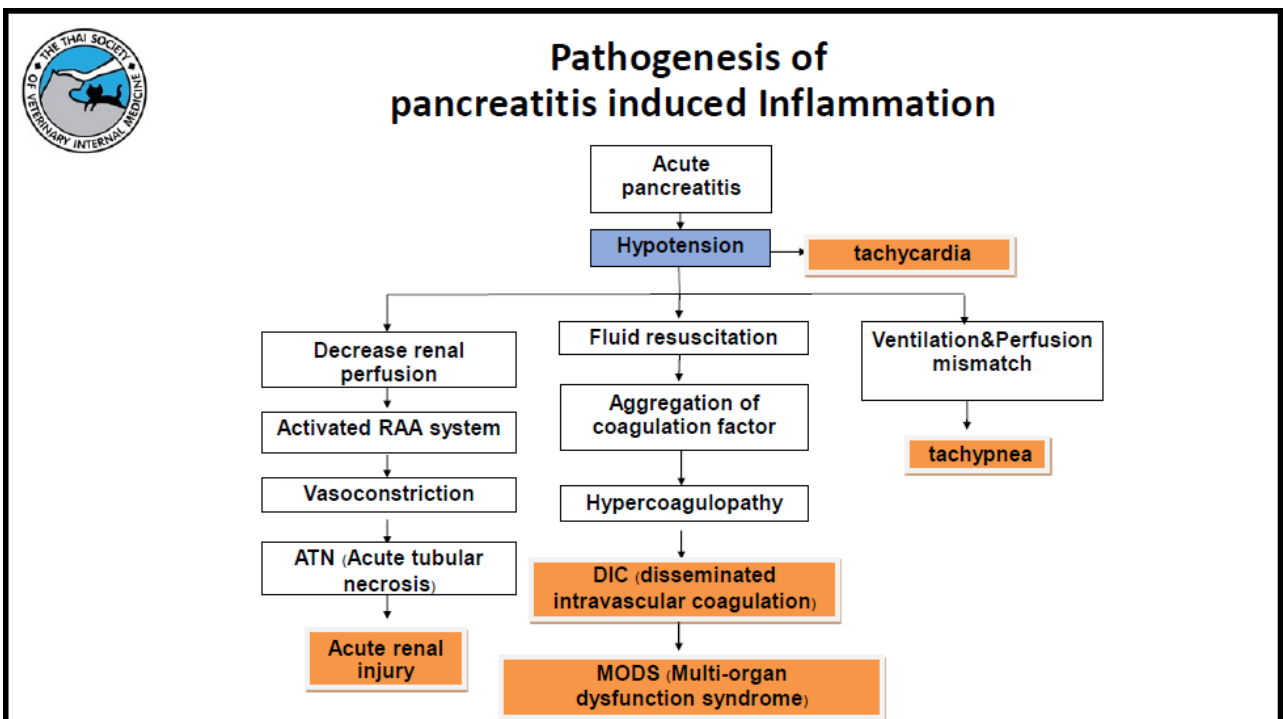 THE THAI SOCIETY
OF VETERINARY INTERNAL MEDICINE
Pathogenesis of
pancreatitis induced Inflammation
Acute
pancreatitis
Hypotension
tachycardia
Decrease renal
perfusion
Activated RAA system
Vasoconstriction
ATN (Acute tubular
necrosis)
Acute renal
injury
Fluid resuscitation
Aggregation of
coagulation factor
Hypercoagulopathy
DIC (disseminated
intravascular coagulation)
MODS (Multi-organ
dysfunction syndrome)
Ventilation&Perfusion
mismatch
tachypnea